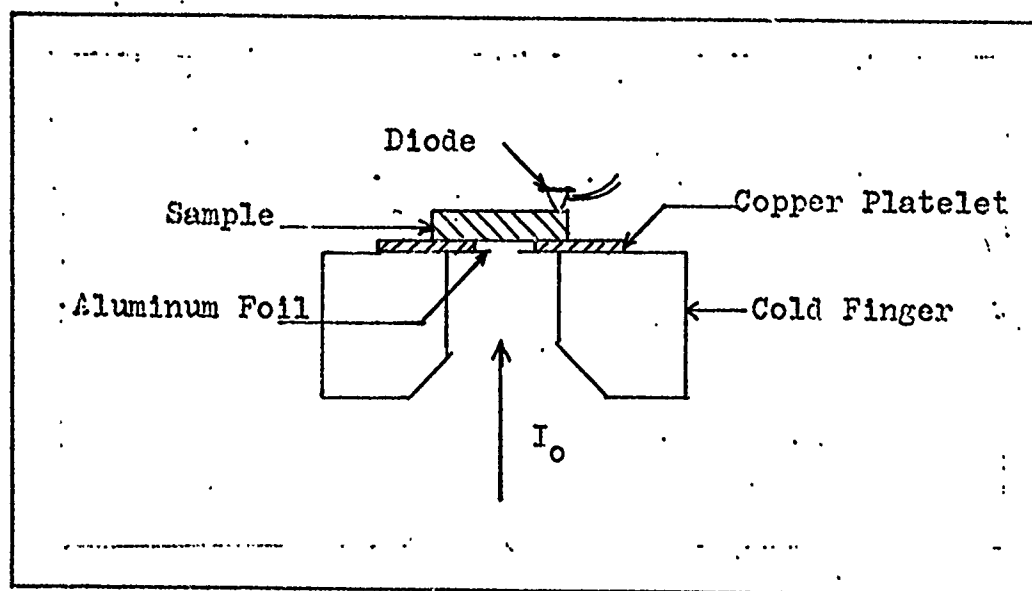 Diode
Sample
Copper Platelet
Aluminum Foil
Cold Finger
I₀